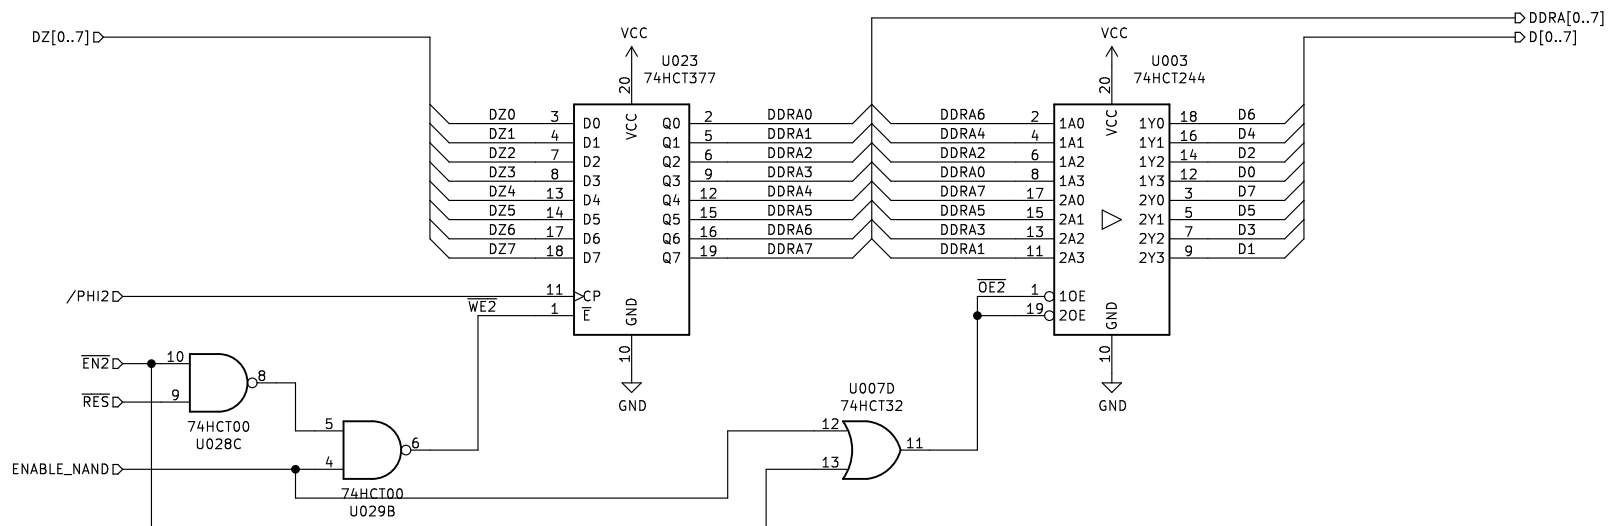 DZ[0..7]
DDRA[0..7]
D[0..7]
VCC
U023
74HCT377
20
VCC
U003
74HCT244
20
DZ0 3 D0 VCC Q0 2 DDRA0 DDRA6 2 1A0 VCC 1Y0 18 D6
DZ1 4 D1 Q1 5 DDRA1 DDRA4 4 1A1 1Y1 16 D4
DZ2 7 D2 Q2 6 DDRA2 DDRA2 6 1A2 1Y2 14 D2
DZ3 8 D3 Q3 9 DDRA3 DDRA0 8 1A3 1Y3 12 D0
DZ4 13 D4 Q4 12 DDRA4 DDRA7 17 2A0 2Y0 3 D7
DZ5 14 D5 Q5 15 DDRA5 DDRA5 15 2A1 2Y1 5 D5
DZ6 17 D6 Q6 16 DDRA6 DDRA3 13 2A2 2Y2 7 D3
DZ7 18 D7 Q7 19 DDRA7 DDRA1 11 2A3 2Y3 9 D1
/PHI2 11 CP GND OE2 1 1OE GND
WE2 1 E 19 2OE
10
GND
10
GND
EN2 10
8
RES 9
74HCT00
U028C
5
6
ENABLE_NAND 4
74HCT00
U029B
U007D
74HCT32
12
11
13